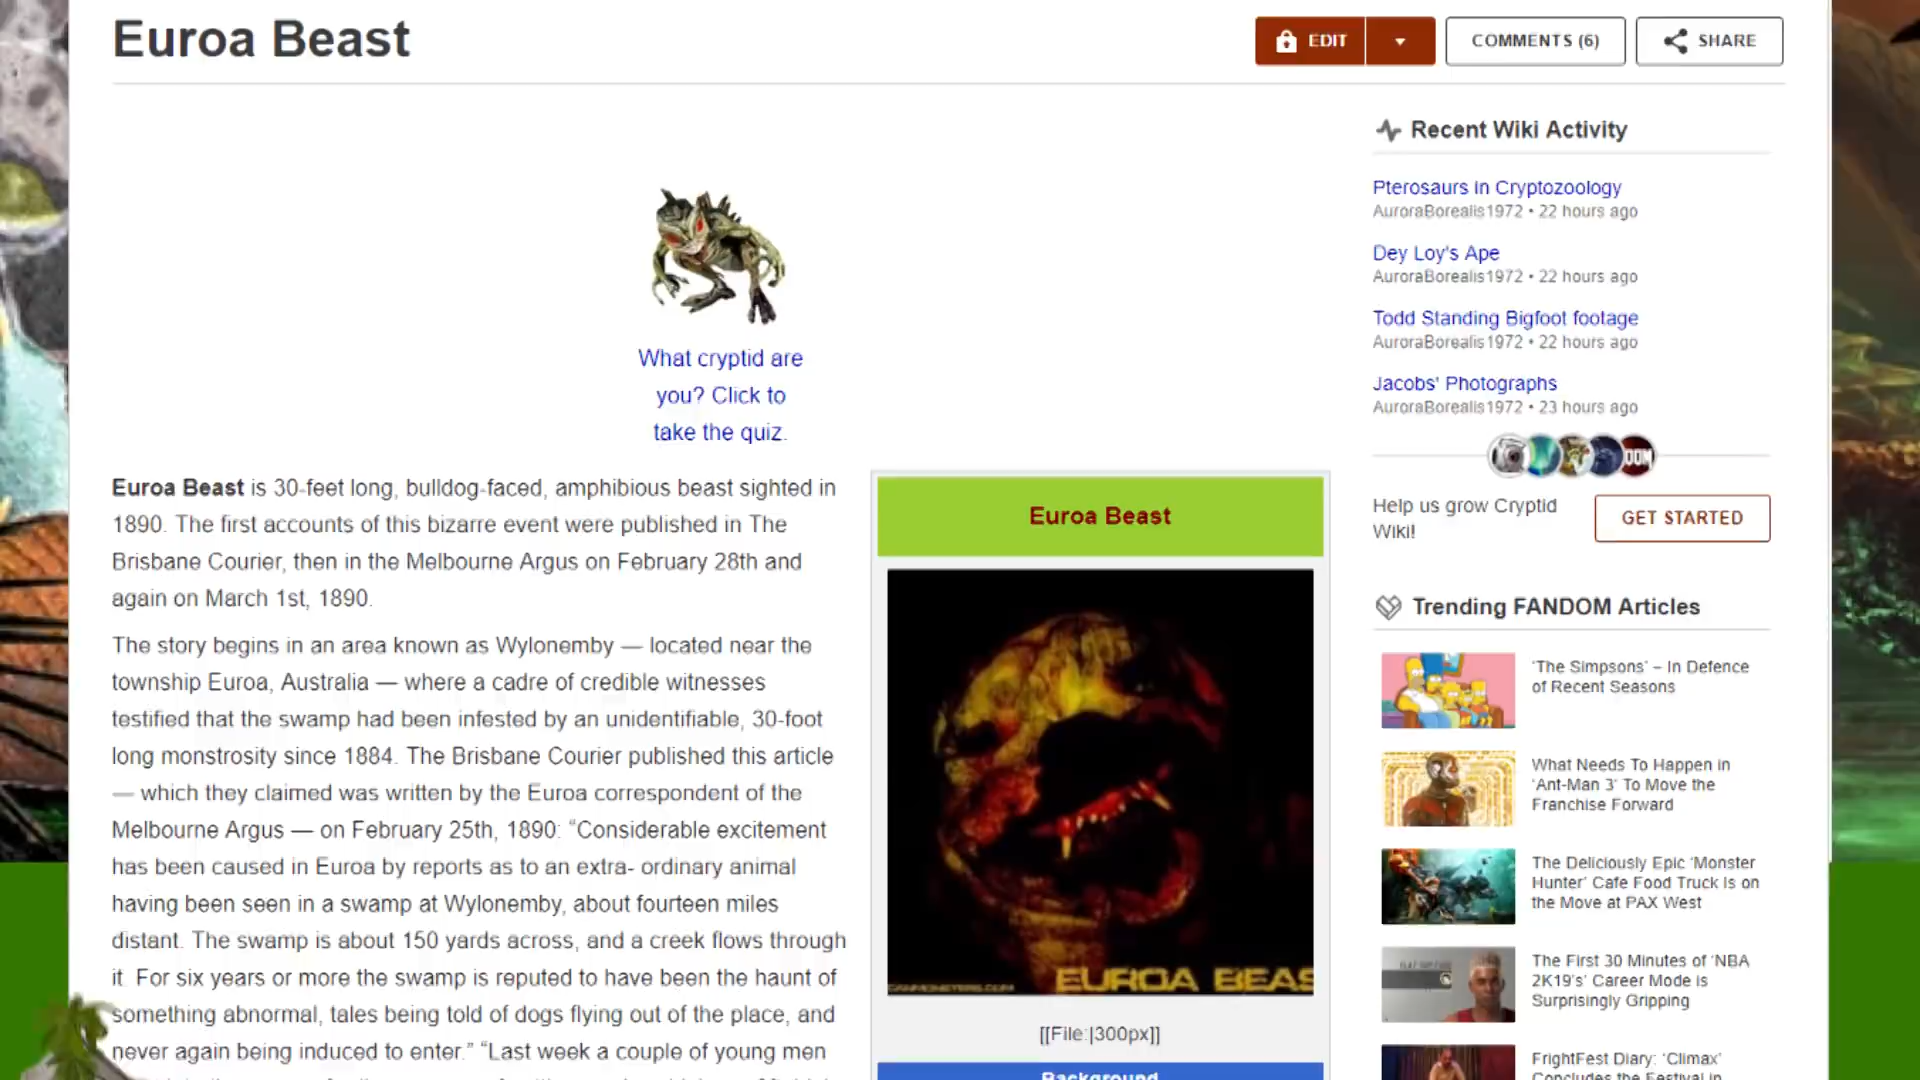 Euroa Beast
EDIT
COMMENTS (6)
SHARE
What cryptid are
you? Click to
take the quiz.
Euroa Beast is 30-feet long, bulldog-faced, amphibious beast sighted in
1890. The first accounts of this bizarre event were published in The
Brisbane Courier, then in the Melbourne Argus on February 28th and
again on March 1st, 1890.
The story begins in an area known as Wylonemby — located near the
township Euroa, Australia — where a cadre of credible witnesses
testified that the swamp had been infested by an unidentifiable, 30-foot
long monstrosity since 1884. The Brisbane Courier published this article
— which they claimed was written by the Euroa correspondent of the
Melbourne Argus — on February 25th, 1890: “Considerable excitement
has been caused in Euroa by reports as to an extra- ordinary animal
having been seen in a swamp at Wylonemby, about fourteen miles
distant. The swamp is about 150 yards across, and a creek flows through
it. For six years or more the swamp is reputed to have been the haunt of
something abnormal, tales being told of dogs flying out of the place, and
never again being induced to enter.” “Last week a couple of young men
Euroa Beast
EUROA BEAS
[[File:|300px]]
Background
Recent Wiki Activity
Pterosaurs in Cryptozoology
AuroraBorealis1972 • 22 hours ago
Dey Loy's Ape
AuroraBorealis1972 • 22 hours ago
Todd Standing Bigfoot footage
AuroraBorealis1972 • 22 hours ago
Jacobs' Photographs
AuroraBorealis1972 • 23 hours ago
DOM
Help us grow Cryptid
Wiki!
GET STARTED
Trending FANDOM Articles
‘The Simpsons’ – In Defence
of Recent Seasons
What Needs To Happen in
‘Ant-Man 3’ To Move the
Franchise Forward
The Deliciously Epic ‘Monster
Hunter’ Cafe Food Truck Is on
the Move at PAX West
The First 30 Minutes of ‘NBA
2K19’s’ Career Mode is
Surprisingly Gripping
FrightFest Diary: ‘Climax’
Concludes the Festival in